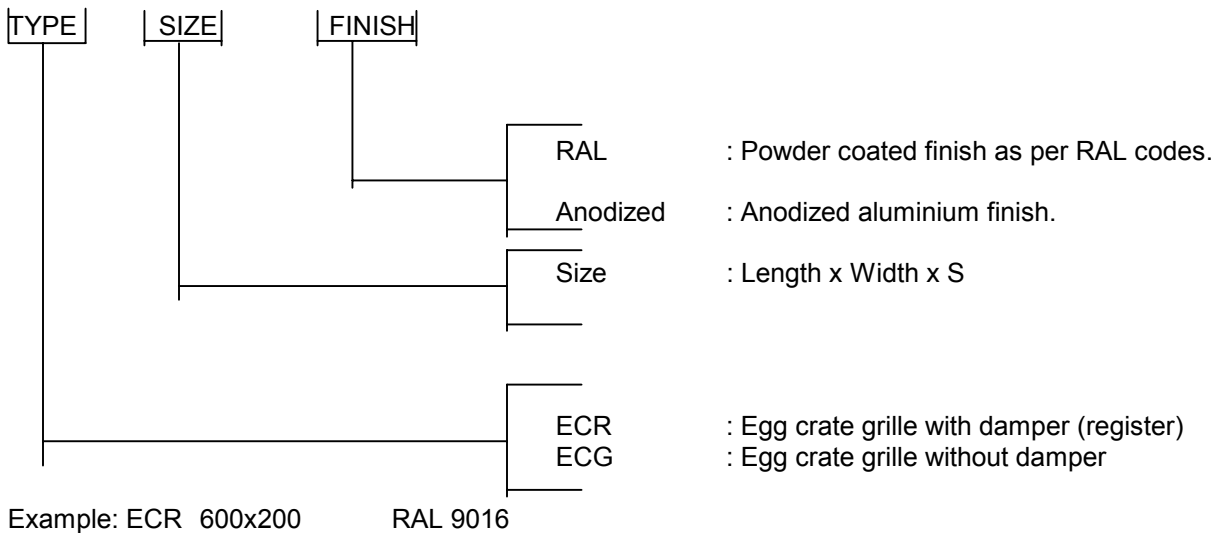 TYPE SIZE FINISH
RAL : Powder coated finish as per RAL codes.
Anodized : Anodized aluminium finish.
Size : Length x Width x S
ECR : Egg crate grille with damper (register)
ECG : Egg crate grille without damper
Example: ECR 600x200 RAL 9016